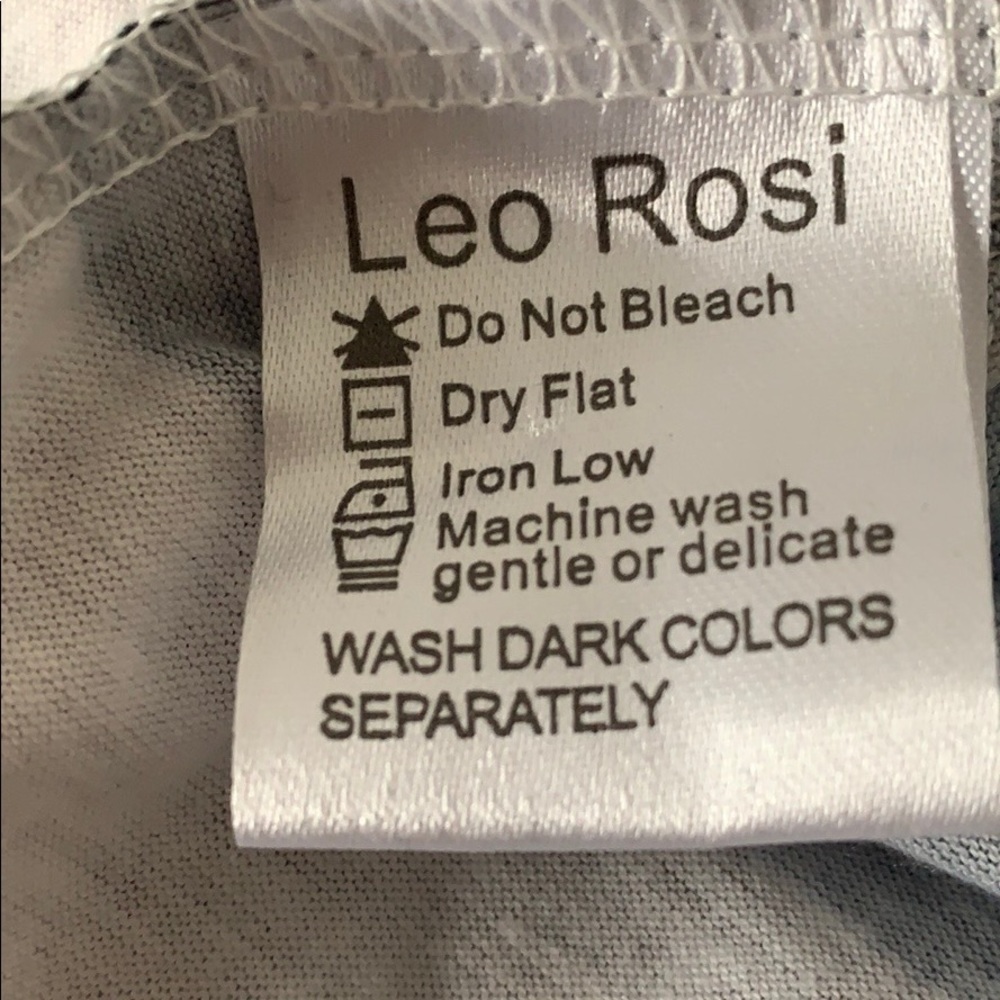 Leo Rosi
Do Not Bleach
Dry Flat
Iron Low
Machine wash
gentle or delicate
WASH DARK COLORS
SEPARATELY